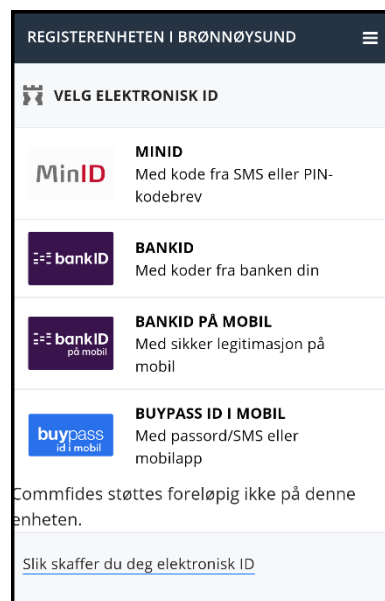 REGISTERENHETEN I BRØNNØYSUND
VELG ELEKTRONISK ID
MinID
MINID
Med kode fra SMS eller PIN-
kodebrev
bankID
BANKID
Med koder fra banken din
bankID
på mobil
BANKID PÅ MOBIL
Med sikker legitimasjon på
mobil
buypass
id i mobil
BUYPASS ID I MOBIL
Med passord/SMS eller
mobilapp
Commfides støttes foreløpig ikke på denne
enheten.
Slik skaffer du deg elektronisk ID